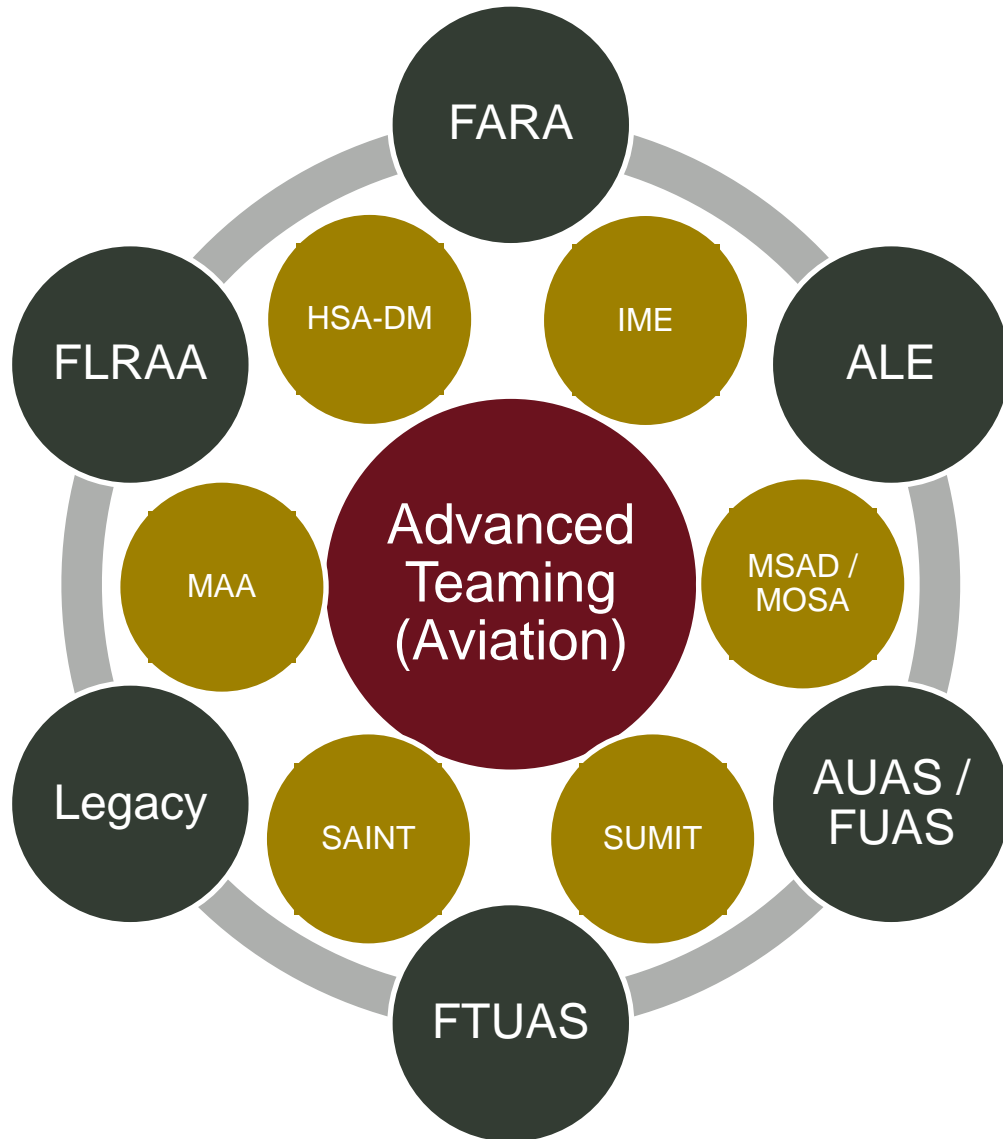 FARA
HSA-DM
IME
FLRAA
ALE
Advanced
Teaming
(Aviation)
MAA
MSAD /
MOSA
Legacy
AUAS /
FUAS
SAINT
SUMIT
FTUAS